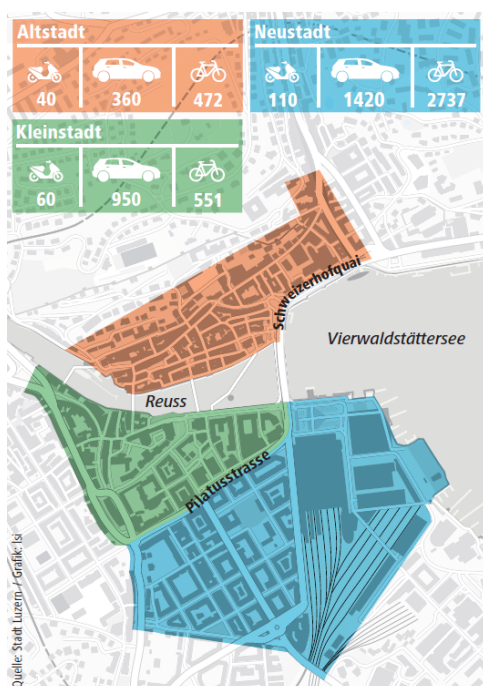 Altstadt
40 360 472
Neustadt
110 1420 2737
Kleinstadt
60 950 551
Schweizerhofquai
Vierwaldstättersee
Reuss
Pilatusstrasse
Quelle: Stadt Luzern / Grafik: lsi